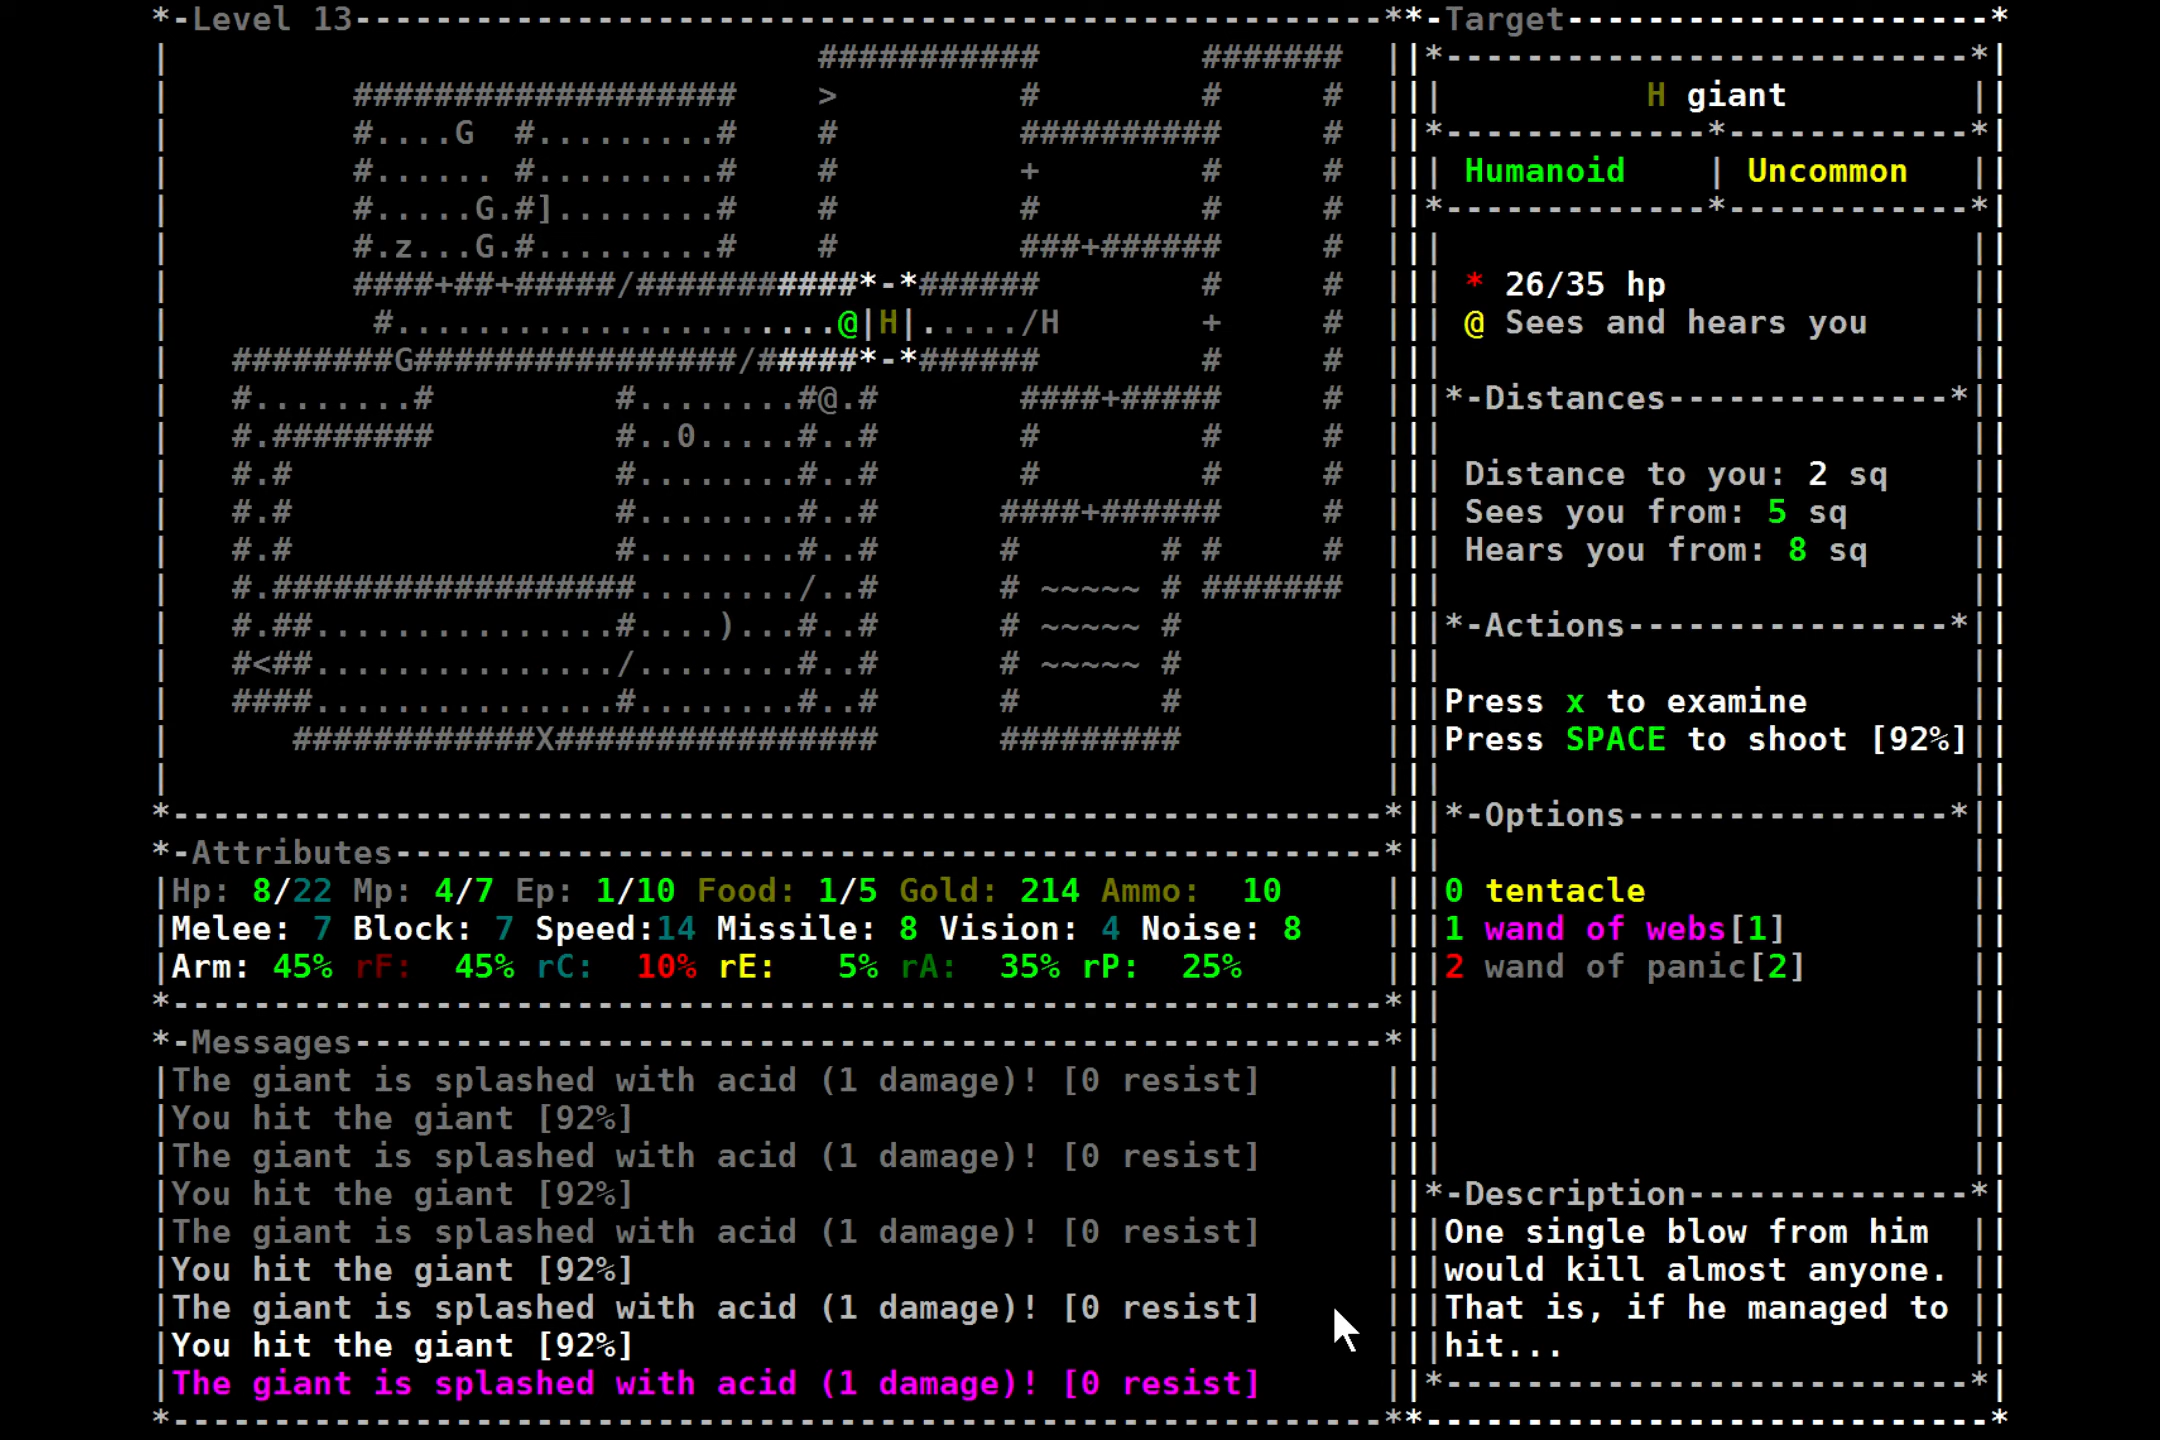 *-Level 13---------------------------------------------------**-Target---------------------*
|                                ###########        #######  ||*--------------------------*|
|         ###################    >         #        #     #  |||          H giant         ||
|         #....G  #.........#    #         ##########     #  ||*-------------*------------*|
|         #...... #.........#    #         +        #     #  ||| Humanoid    | Uncommon   ||
|         #.....G.#]........#    #         #        #     #  ||*-------------*------------*|
|         #.z...G.#.........#    #         ###+######     #  |||                          ||
|         ####+##+#####/###########*-*######        #     #  ||| * 26/35 hp               ||
|          #......................@|H|...../H       +     #  ||| @ Sees and hears you     ||
|   ########G################/#####*-*######        #     #  |||                          ||
|   #........#         #........#@.#       ####+#####     #  |||*-Distances--------------*||
|   #.########         #..0.....#..#       #        #     #  |||                          ||
|   #.#                #........#..#       #        #     #  ||| Distance to you: 2 sq    ||
|   #.#                #........#..#      ####+######     #  ||| Sees you from: 5 sq      ||
|   #.#                #........#..#      #       # #     #  ||| Hears you from: 8 sq     ||
|   #.##################......../..#      # ~~~~~ # #######  |||                          ||
|   #.##...............#....)...#..#      # ~~~~~ #          |||*-Actions----------------*||
|   #<##.............../........#..#      # ~~~~~ #          |||                          ||
|   ####...............#........#..#      #       #          |||Press x to examine        ||
|      ############X################      #########          |||Press SPACE to shoot [92%]||
|                                                            |||                          ||
*------------------------------------------------------------*||*-Options----------------*||
*-Attributes-------------------------------------------------*||                          ||
|Hp: 8/22 Mp: 4/7 Ep: 1/10 Food: 1/5 Gold: 214 Ammo:  10     |||0 tentacle                ||
|Melee: 7 Block: 7 Speed:14 Missile: 8 Vision: 4 Noise: 8    |||1 wand of webs[1]         ||
|Arm: 45% rF:  45% rC:  10% rE:   5% rA:  35% rP:  25%       |||2 wand of panic[2]        ||
*------------------------------------------------------------*||                          ||
*-Messages---------------------------------------------------*||                          ||
|The giant is splashed with acid (1 damage)! [0 resist]      |||                          ||
|You hit the giant [92%]                                     |||                          ||
|The giant is splashed with acid (1 damage)! [0 resist]      |||                          ||
|You hit the giant [92%]                                     ||*-Description--------------*|
|The giant is splashed with acid (1 damage)! [0 resist]      |||One single blow from him  ||
|You hit the giant [92%]                                     |||would kill almost anyone. ||
|The giant is splashed with acid (1 damage)! [0 resist]      |||That is, if he managed to ||
|You hit the giant [92%]                                     |||hit...                    ||
|The giant is splashed with acid (1 damage)! [0 resist]      ||*--------------------------*|
*------------------------------------------------------------**----------------------------*